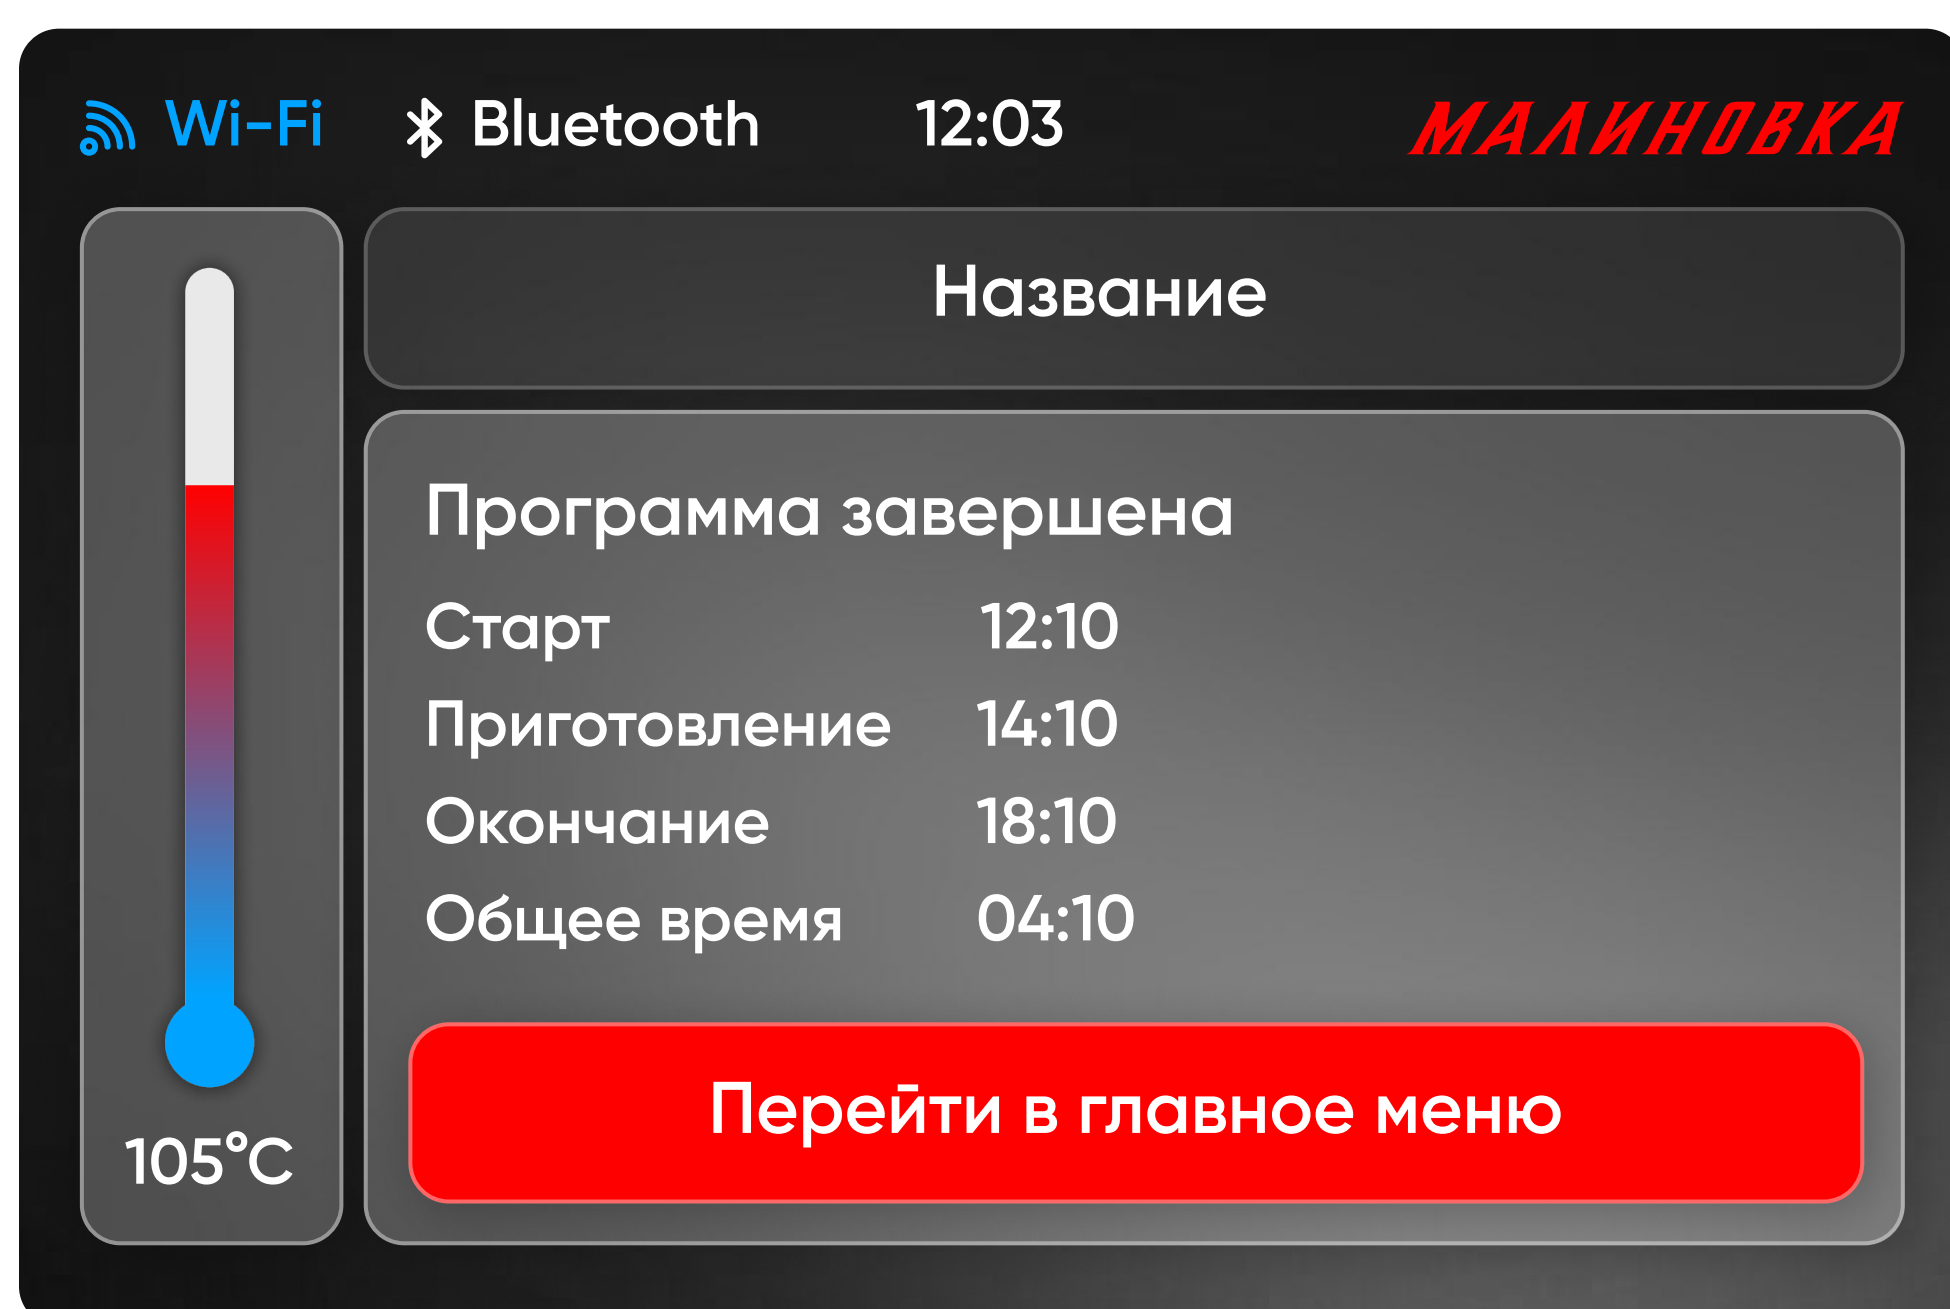 Wi-Fi Bluetooth 12:03 МАЛИНОВКА
Название
Программа завершена
Старт 12:10
Приготовление 14:10
Окончание 18:10
Общее время 04:10
Перейти в главное меню
105°C